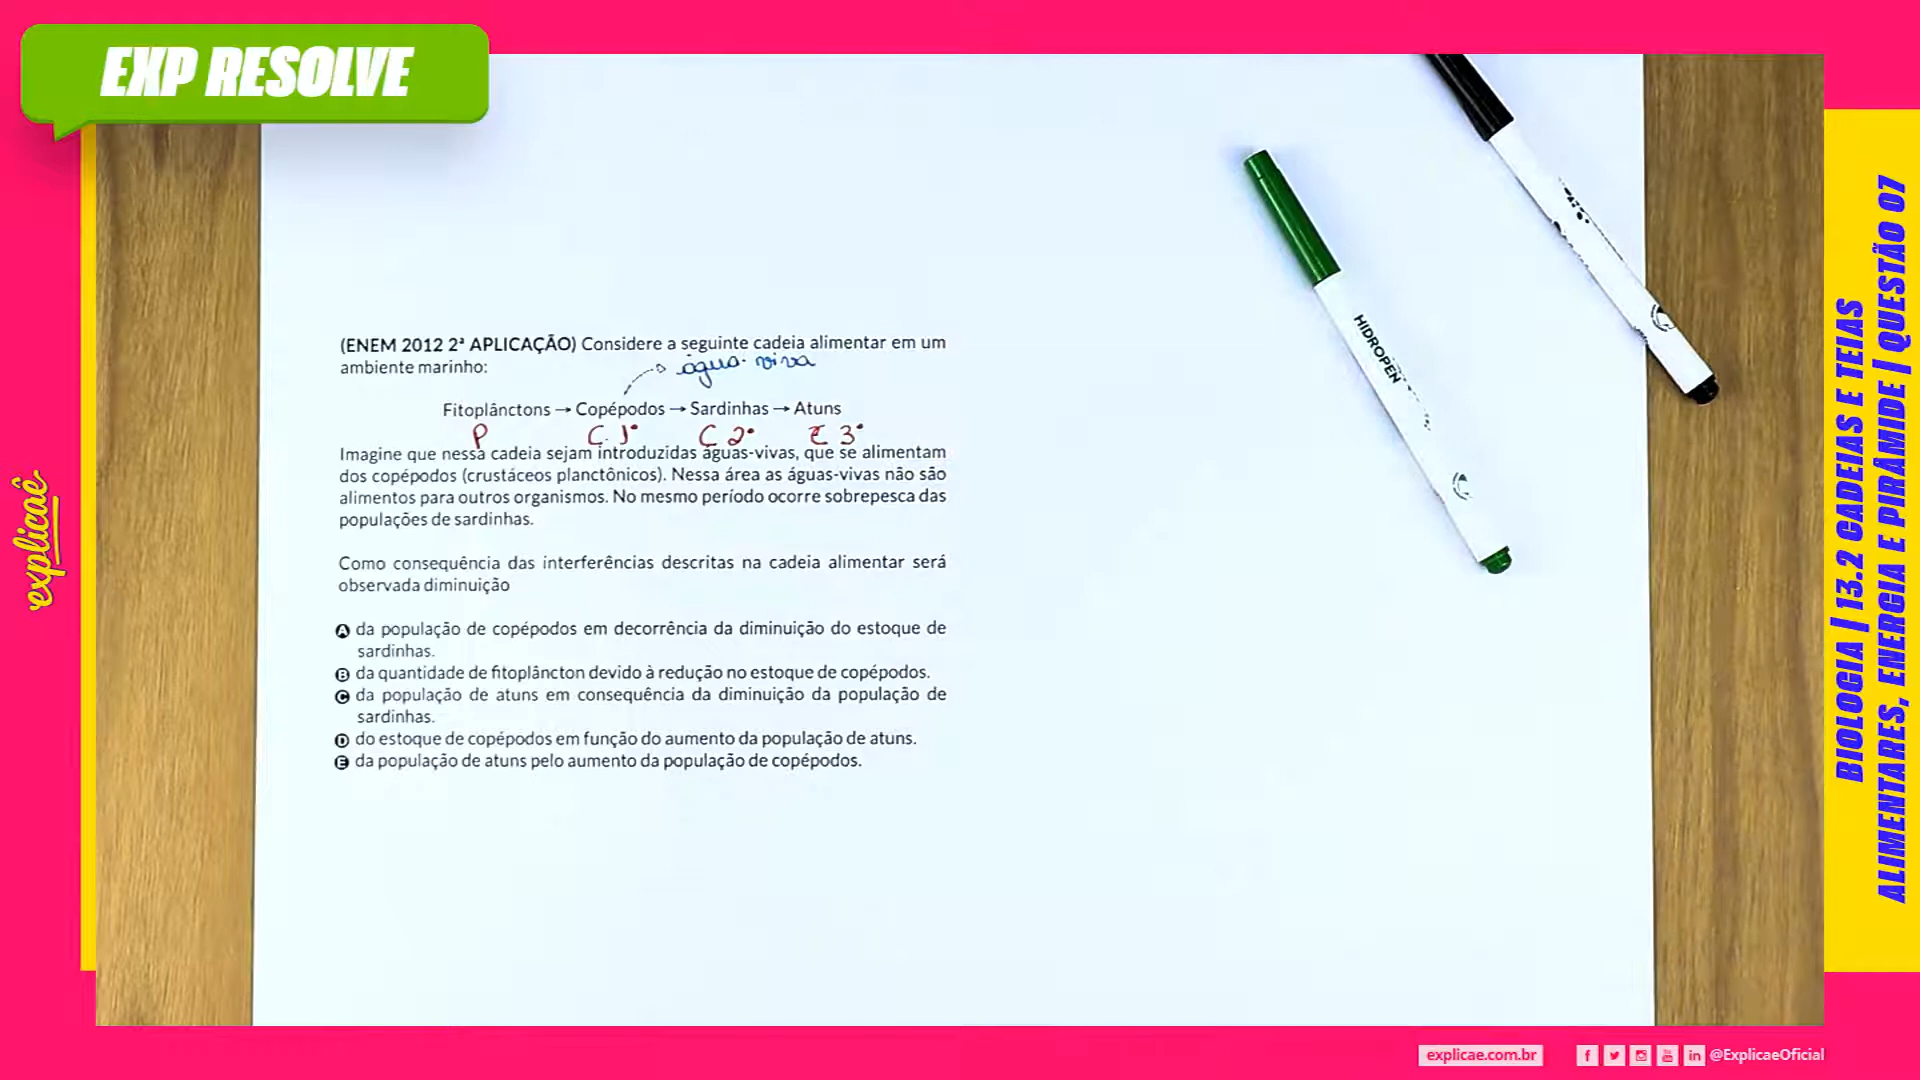 EXP RESOLVE
(ENEM 2012 2ª APLICAÇÃO) Considere a seguinte cadeia alimentar em um
ambiente marinho:
água-viva
Fitoplânctons → Copépodos → Sardinhas → Atuns
P C 1° C 2° C 3°
Imagine que nessa cadeia sejam introduzidas águas-vivas, que se alimentam
dos copépodos (crustáceos planctônicos). Nessa área as águas-vivas não são
alimentos para outros organismos. No mesmo período ocorre sobrepesca das
populações de sardinhas.
Como consequência das interferências descritas na cadeia alimentar será
observada diminuição
A da população de copépodos em decorrência da diminuição do estoque de
sardinhas.
B da quantidade de fitoplâncton devido à redução no estoque de copépodos.
C da população de atuns em consequência da diminuição da população de
sardinhas.
D do estoque de copépodos em função do aumento da população de atuns.
E da população de atuns pelo aumento da população de copépodos.
HIDROPEN
explicaê
BIOLOGIA | 13.2 CADEIAS E TEIAS
ALIMENTARES, ENERGIA E PIRÂMIDE | QUESTÃO 07
explicae.com.br
@ExplicaeOficial